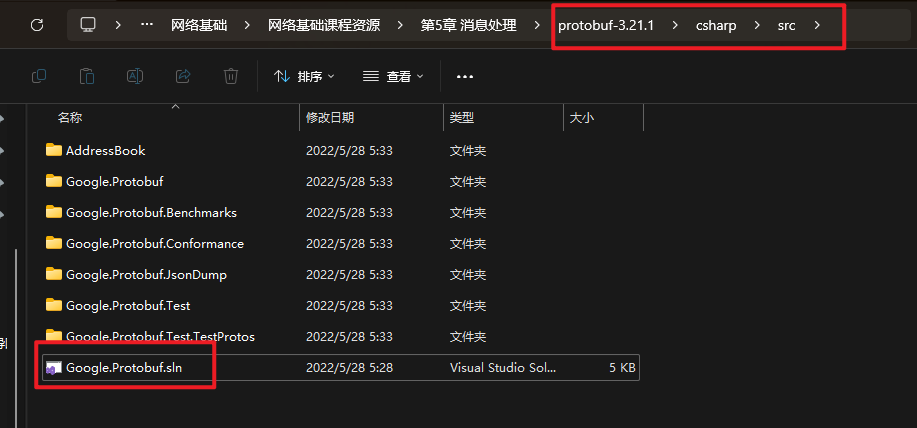 ··· 网络基础 网络基础课程资源 第5章 消息处理 protobuf-3.21.1 csharp src
排序 查看 ···
名称 修改日期 类型 大小
AddressBook 2022/5/28 5:33 文件夹
Google.Protobuf 2022/5/28 5:33 文件夹
Google.Protobuf.Benchmarks 2022/5/28 5:33 文件夹
Google.Protobuf.Conformance 2022/5/28 5:33 文件夹
Google.Protobuf.JsonDump 2022/5/28 5:33 文件夹
Google.Protobuf.Test 2022/5/28 5:33 文件夹
Google.Protobuf.Test.TestProtos 2022/5/28 5:33 文件夹
Google.Protobuf.sln 2022/5/28 5:28 Visual Studio Sol... 5 KB